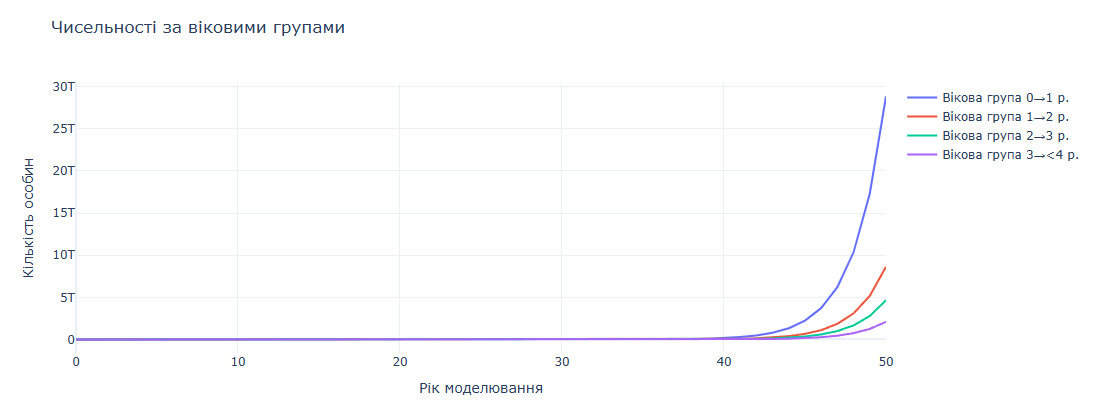 Чисельності за віковими групами
30T
25T
20T
15T
10T
5T
0
0
10
20
30
40
50
Рік моделювання
Кількість особин
Вікова група 0→1 р.
Вікова група 1→2 р.
Вікова група 2→3 р.
Вікова група 3→<4 р.